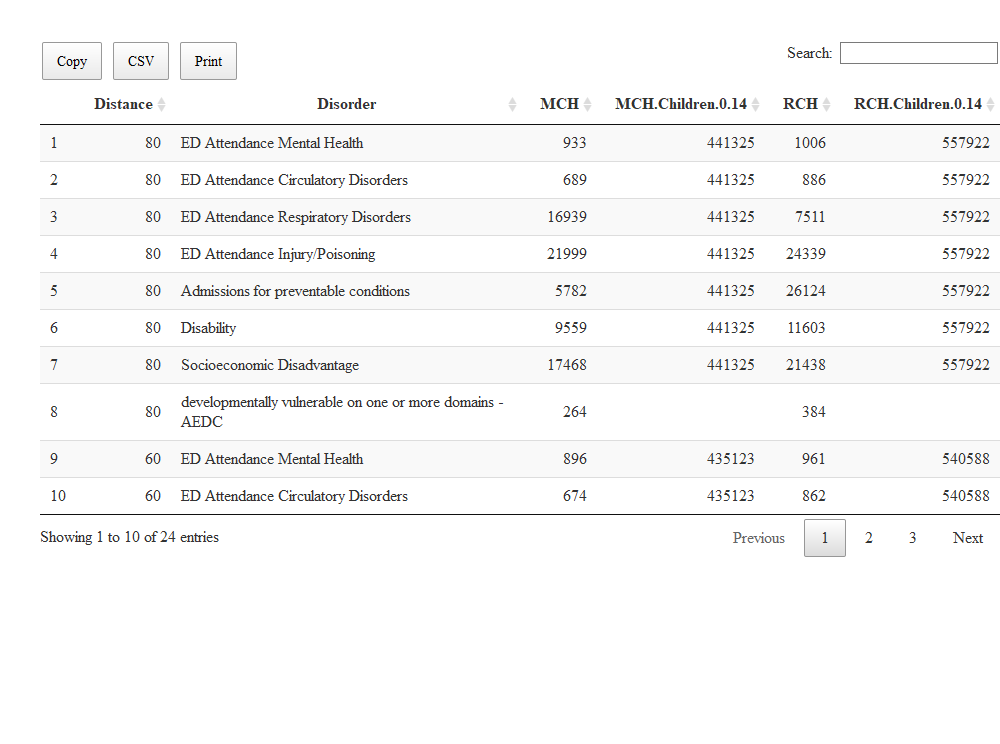 Copy CSV Print Search:
Distance Disorder MCH MCH.Children.0.14 RCH RCH.Children.0.14
1 80 ED Attendance Mental Health 933 441325 1006 557922
2 80 ED Attendance Circulatory Disorders 689 441325 886 557922
3 80 ED Attendance Respiratory Disorders 16939 441325 7511 557922
4 80 ED Attendance Injury/Poisoning 21999 441325 24339 557922
5 80 Admissions for preventable conditions 5782 441325 26124 557922
6 80 Disability 9559 441325 11603 557922
7 80 Socioeconomic Disadvantage 17468 441325 21438 557922
8 80 developmentally vulnerable on one or more domains -
AEDC 264 384
9 60 ED Attendance Mental Health 896 435123 961 540588
10 60 ED Attendance Circulatory Disorders 674 435123 862 540588
Showing 1 to 10 of 24 entries Previous 1 2 3 Next